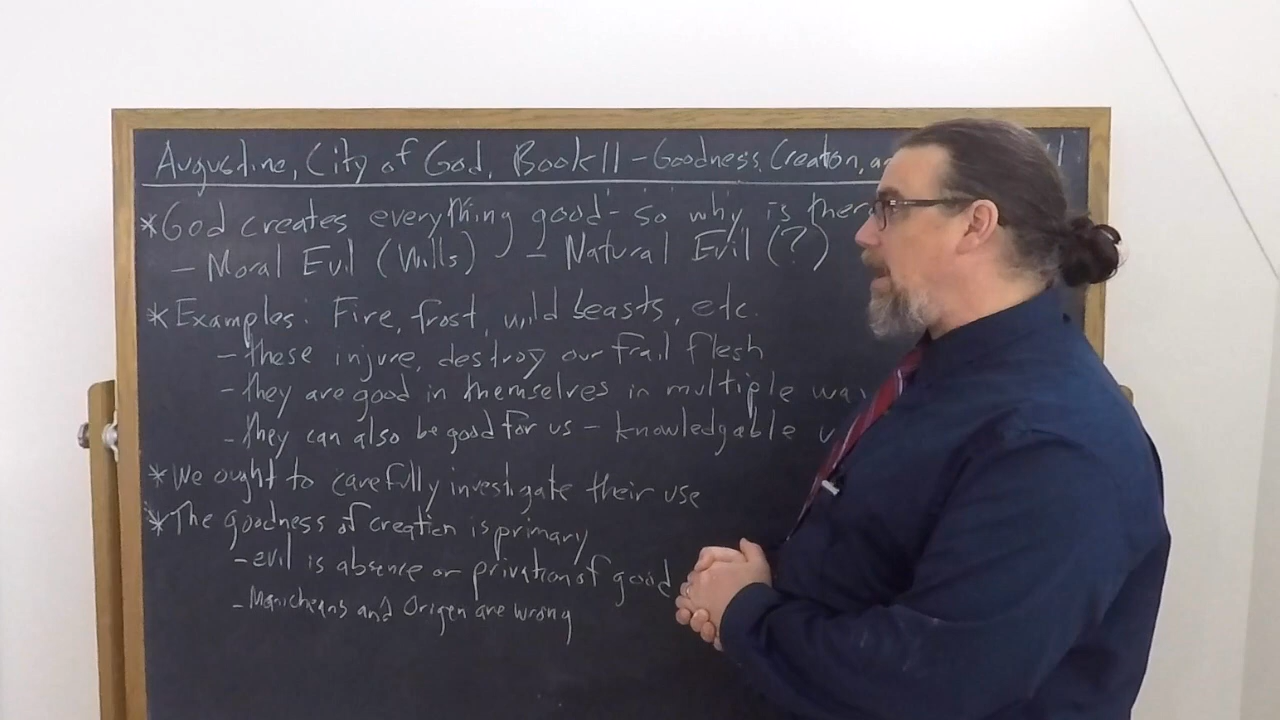 Augustine, City of God, Book 11 - Goodness, Creation,
* God creates everything good - so why is
- Moral Evil (Wills) - Natural Evil (?)
* Examples: Fire, frost, wild beasts, etc.
- these injure, destroy our frail flesh
- they are good in themselves in multiple
- they can also be good for us - knowledgable
* We ought to carefully investigate their use
* The goodness of creation is primary
- evil is absence or privation of good
- Manicheans and Origen are wrong